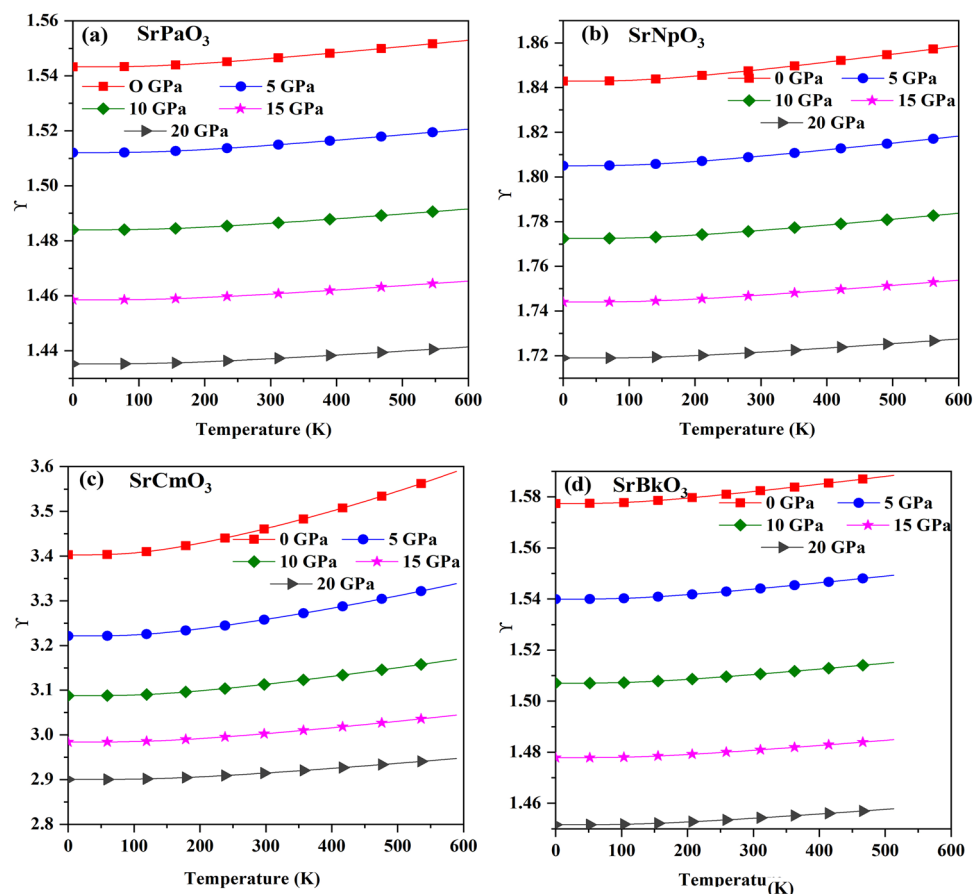 (a) SrPaO₃
1.56
1.54
1.52
1.50
1.48
1.46
1.44
O GPa 5 GPa
10 GPa 15 GPa
20 GPa
ϒ
0 100 200 300 400 500 600
Temperature (K)
(b) SrNpO₃
1.86
1.84
1.82
1.80
1.78
1.76
1.74
1.72
0 GPa 5 GPa
10 GPa 15 GPa
20 GPa
ϒ
0 100 200 300 400 500 600
Temperature (K)
(c) SrCmO₃
3.6
3.5
3.4
3.3
3.2
3.1
3.0
2.9
2.8
0 GPa 5 GPa
10 GPa 15 GPa
20 GPa
ϒ
0 100 200 300 400 500 600
Temperature (K)
(d) SrBkO₃
1.58
1.56
1.54
1.52
1.50
1.48
1.46
0 GPa 5 GPa
10 GPa 15 GPa
20 GPa
ϒ
0 100 200 300 400 500 600
Temperature (K)